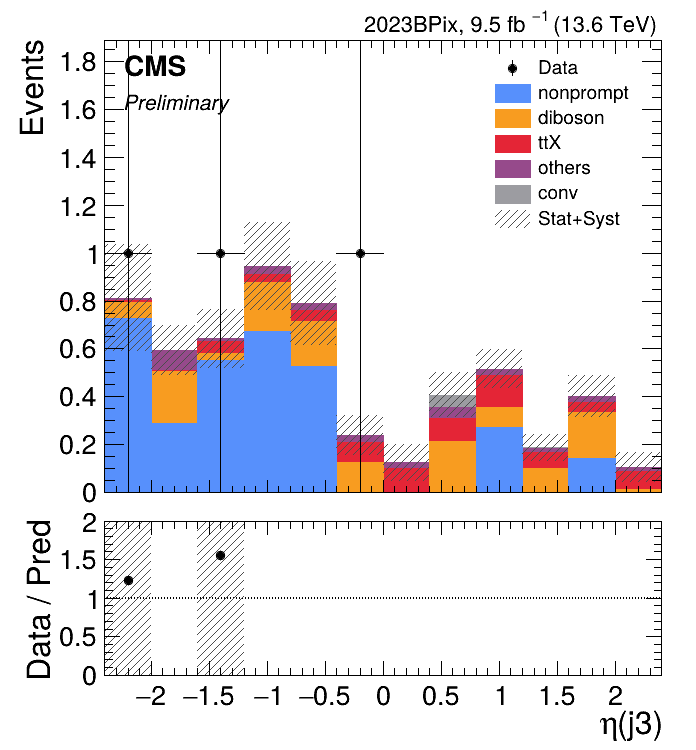 2023BPix, 9.5 fb⁻¹ (13.6 TeV)
Events
CMS
Preliminary
Data
nonprompt
diboson
ttX
others
conv
Stat+Syst
1.8
1.6
1.4
1.2
1
0.8
0.6
0.4
0.2
0
Data / Pred
2
1.5
1
0.5
0
−2 −1.5 −1 −0.5 0 0.5 1 1.5 2
η(j3)